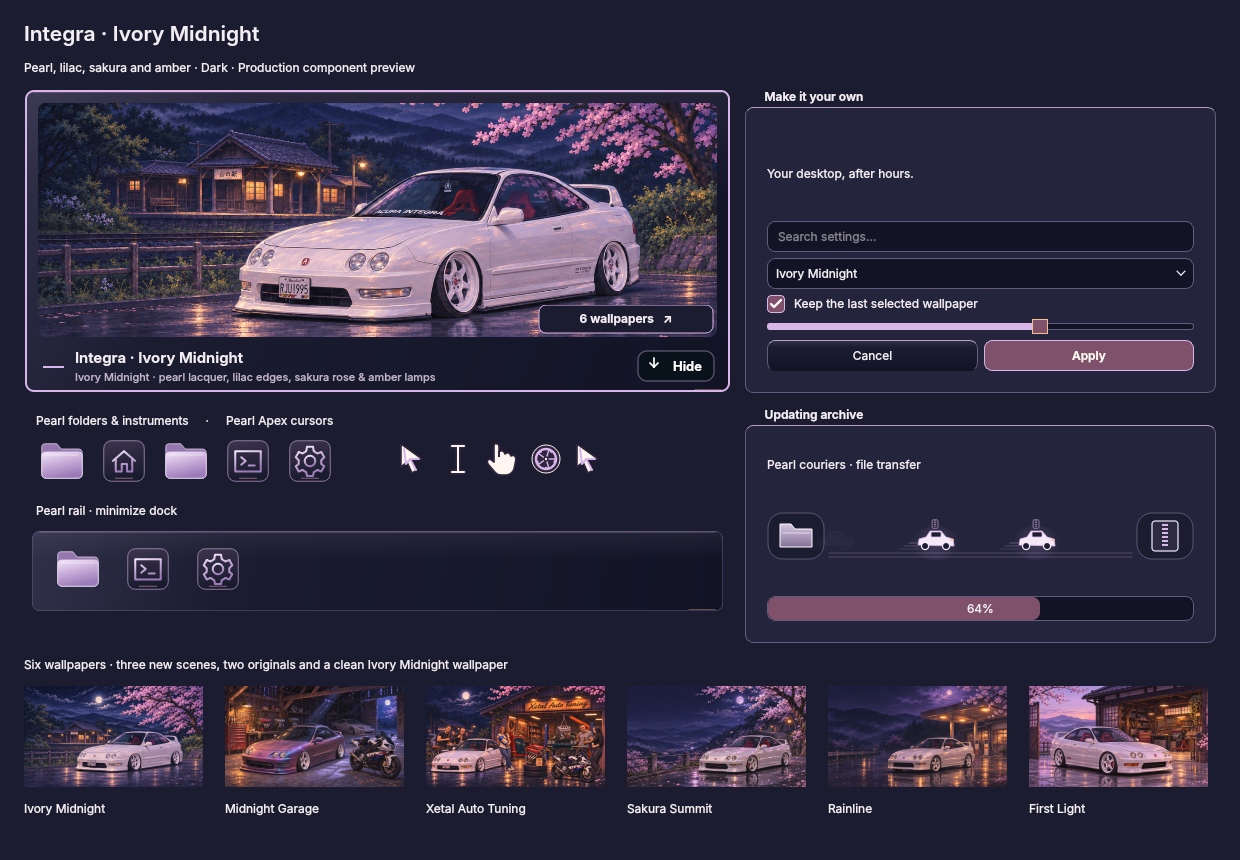 Integra · Ivory Midnight
Pearl, lilac, sakura and amber · Dark · Production component preview
山の駅
ACURA INTEGRA
RJU1995
6 wallpapers ↗
Integra · Ivory Midnight
Ivory Midnight · pearl lacquer, lilac edges, sakura rose & amber lamps
Hide
Make it your own
Your desktop, after hours.
Search settings...
Ivory Midnight
Keep the last selected wallpaper
Cancel
Apply
Pearl folders & instruments · Pearl Apex cursors
Pearl rail · minimize dock
Updating archive
Pearl couriers · file transfer
64%
Six wallpapers · three new scenes, two originals and a clean Ivory Midnight wallpaper
Xetal Auto Tuning
Ivory Midnight
Midnight Garage
Xetal Auto Tuning
Sakura Summit
Rainline
First Light